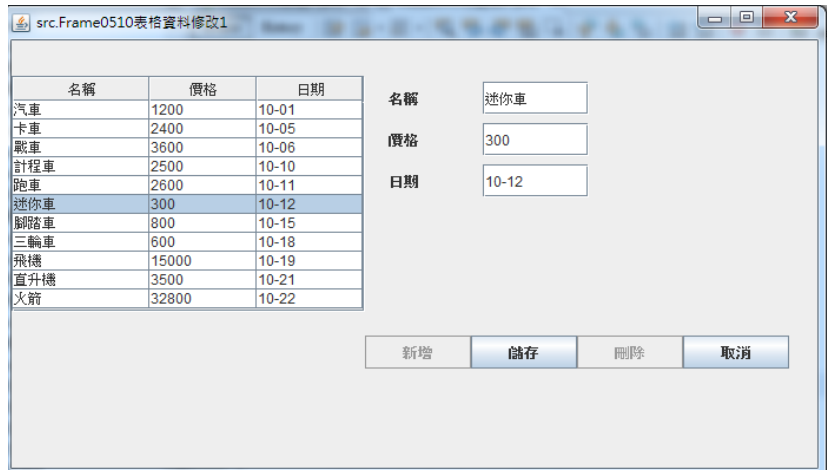 src.Frame0510表格資料修改1
名稱 價格 日期
汽車 1200 10-01
卡車 2400 10-05
戰車 3600 10-06
計程車 2500 10-10
跑車 2600 10-11
迷你車 300 10-12
腳踏車 800 10-15
三輪車 600 10-18
飛機 15000 10-19
直升機 3500 10-21
火箭 32800 10-22
名稱 迷你車
價格 300
日期 10-12
新增 儲存 刪除 取消